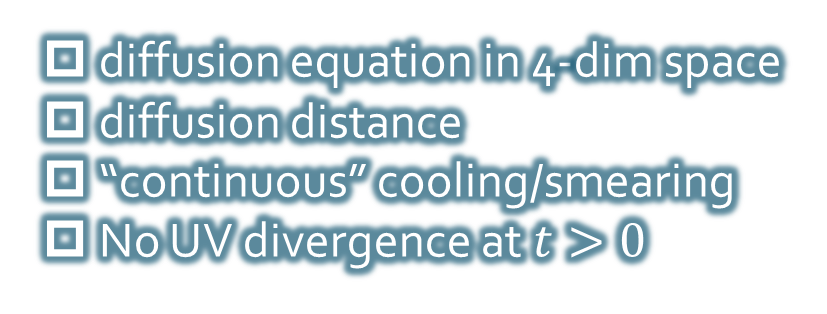 diffusion equation in 4-dim space
diffusion distance
“continuous” cooling/smearing
No UV divergence at t > 0